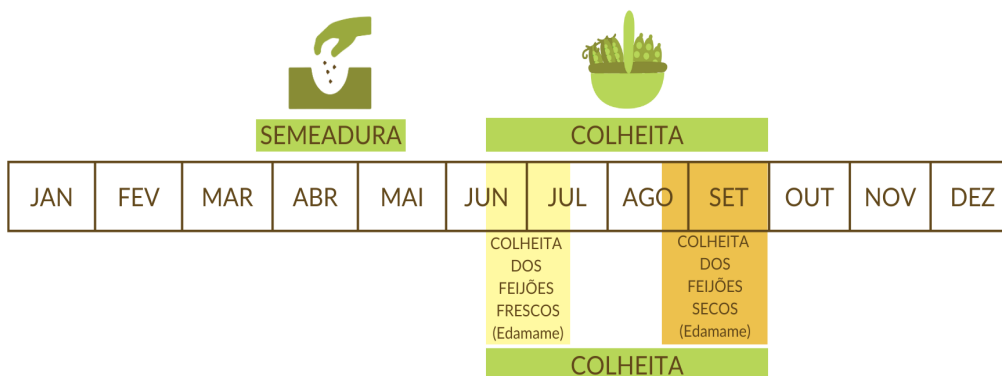 SEMEADURA
COLHEITA
JAN FEV MAR ABR MAI JUN JUL AGO SET OUT NOV DEZ
COLHEITA
DOS
FEIJÕES
FRESCOS
(Edamame)
COLHEITA
DOS
FEIJÕES
SECOS
(Edamame)
COLHEITA